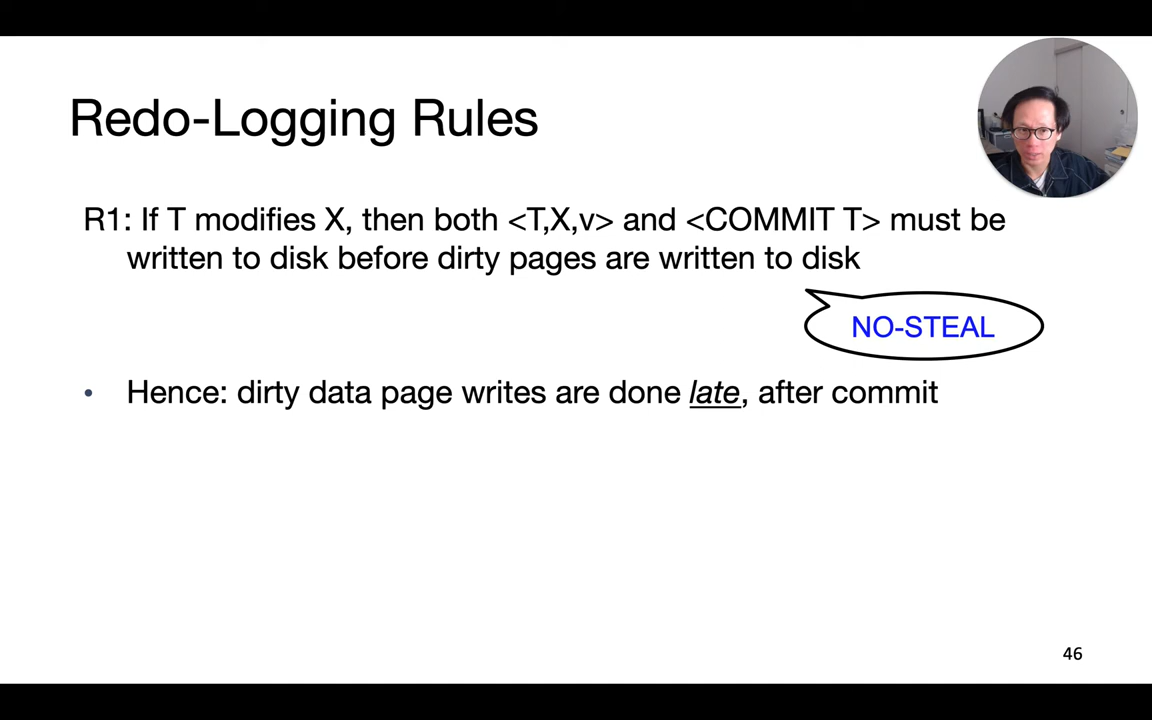 Redo-Logging Rules
R1: If T modifies X, then both <T,X,v> and <COMMIT T> must be
written to disk before dirty pages are written to disk
NO-STEAL
• Hence: dirty data page writes are done late, after commit
46